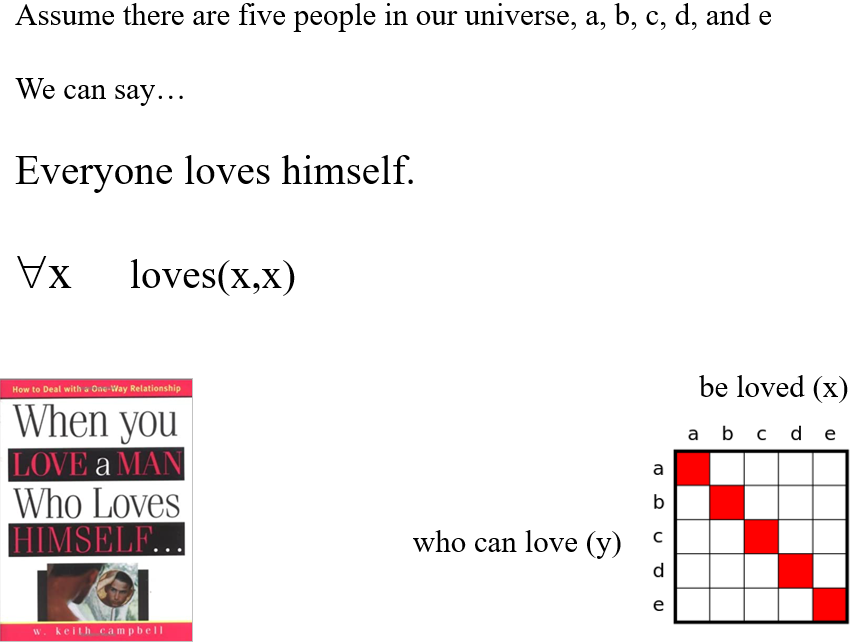 Assume there are five people in our universe, a, b, c, d, and e
We can say…
Everyone loves himself.
∀x loves(x,x)
How to Deal with a One-Way Relationship
When you
LOVE a MAN
Who Loves
HIMSELF...
w. keith campbell
be loved (x)
a b c d e
a
b
who can love (y)
c
d
e